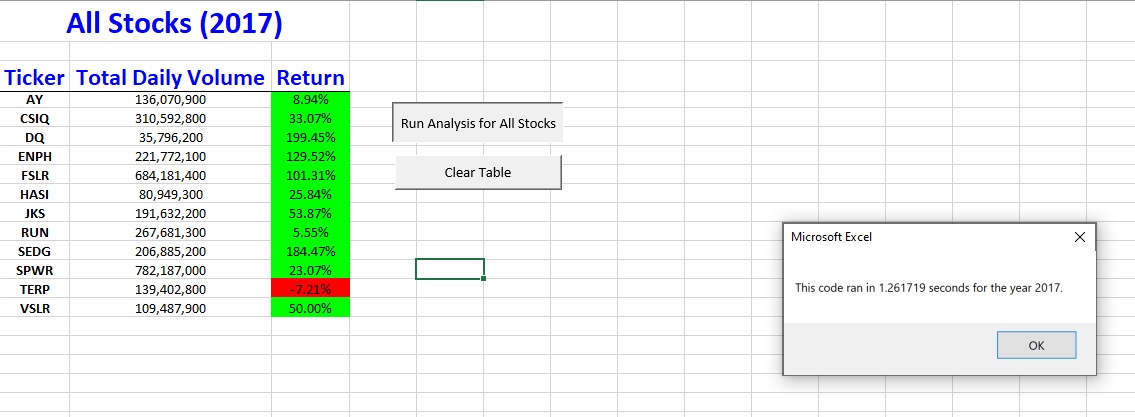 All Stocks (2017)
Ticker Total Daily Volume Return
AY 136,070,900 8.94%
CSIQ 310,592,800 33.07%
DQ 35,796,200 199.45%
ENPH 221,772,100 129.52%
FSLR 684,181,400 101.31%
HASI 80,949,300 25.84%
JKS 191,632,200 53.87%
RUN 267,681,300 5.55%
SEDG 206,885,200 184.47%
SPWR 782,187,000 23.07%
TERP 139,402,800 -7.21%
VSLR 109,487,900 50.00%
Run Analysis for All Stocks
Clear Table
Microsoft Excel
This code ran in 1.261719 seconds for the year 2017.
OK